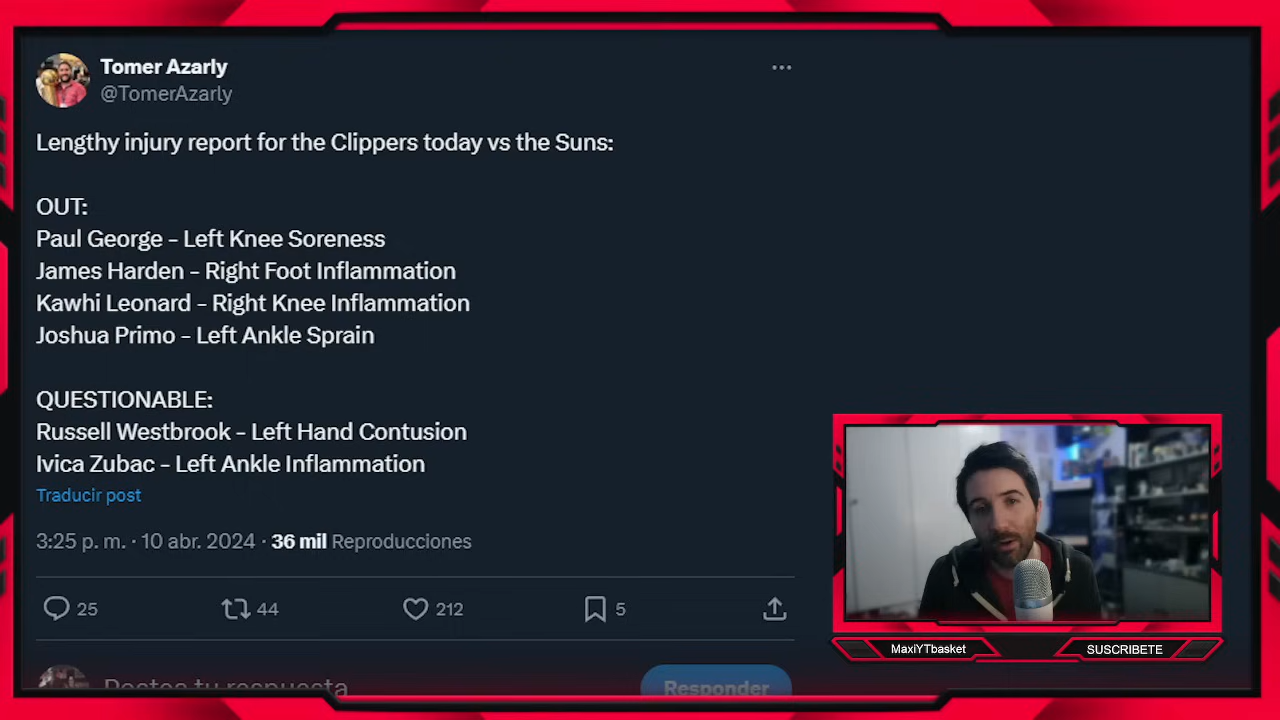 Tomer Azarly
@TomerAzarly
Lengthy injury report for the Clippers today vs the Suns:
OUT:
Paul George - Left Knee Soreness
James Harden - Right Foot Inflammation
Kawhi Leonard - Right Knee Inflammation
Joshua Primo - Left Ankle Sprain
QUESTIONABLE:
Russell Westbrook - Left Hand Contusion
Ivica Zubac - Left Ankle Inflammation
Traducir post
3:25 p. m. · 10 abr. 2024 · 36 mil Reproducciones
25 44 212 5
Postea tu respuesta
Responder
MaxiYTbasket
SUSCRIBETE